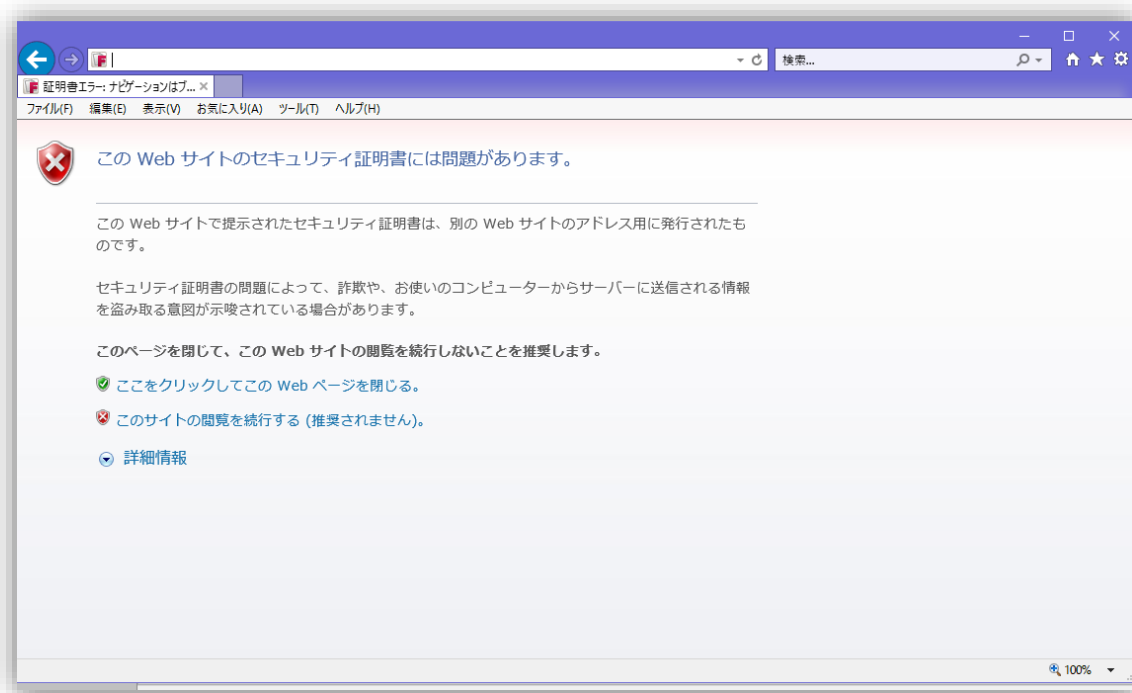 検索...
証明書エラー: ナビゲーションはブ...
ファイル(F) 編集(E) 表示(V) お気に入り(A) ツール(T) ヘルプ(H)
この Web サイトのセキュリティ証明書には問題があります。
この Web サイトで提示されたセキュリティ証明書は、別の Web サイトのアドレス用に発行されたも
のです。
セキュリティ証明書の問題によって、詐欺や、お使いのコンピューターからサーバーに送信される情報
を盗み取る意図が示唆されている場合があります。
このページを閉じて、この Web サイトの閲覧を続行しないことを推奨します。
ここをクリックしてこの Web ページを閉じる。
このサイトの閲覧を続行する (推奨されません)。
詳細情報
100%